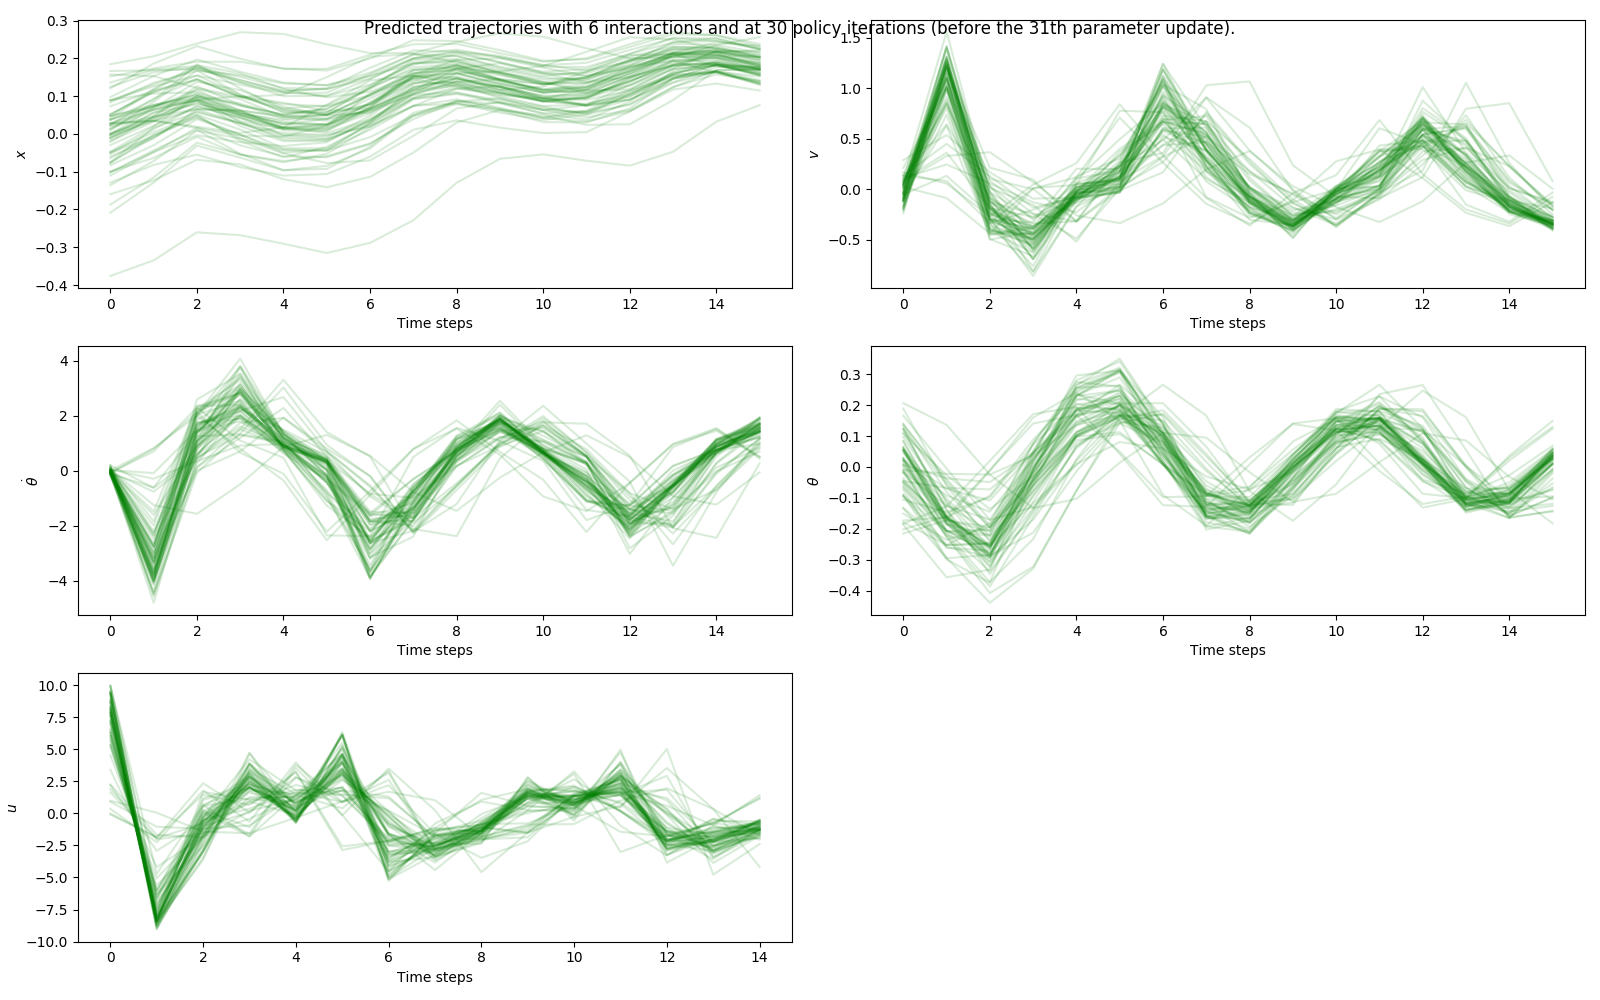 Predicted trajectories with 6 interactions and at 30 policy iterations (before the 31th parameter update).
0.3
0.2
0.1
0.0
−0.1
−0.2
−0.3
−0.4
x
0 2 4 6 8 10 12 14
Time steps
1.5
1.0
0.5
0.0
−0.5
v
0 2 4 6 8 10 12 14
Time steps
4
2
0
−2
−4
θ̇
0 2 4 6 8 10 12 14
Time steps
0.3
0.2
0.1
0.0
−0.1
−0.2
−0.3
−0.4
θ
0 2 4 6 8 10 12 14
Time steps
10.0
7.5
5.0
2.5
0.0
−2.5
−5.0
−7.5
−10.0
u
0 2 4 6 8 10 12 14
Time steps